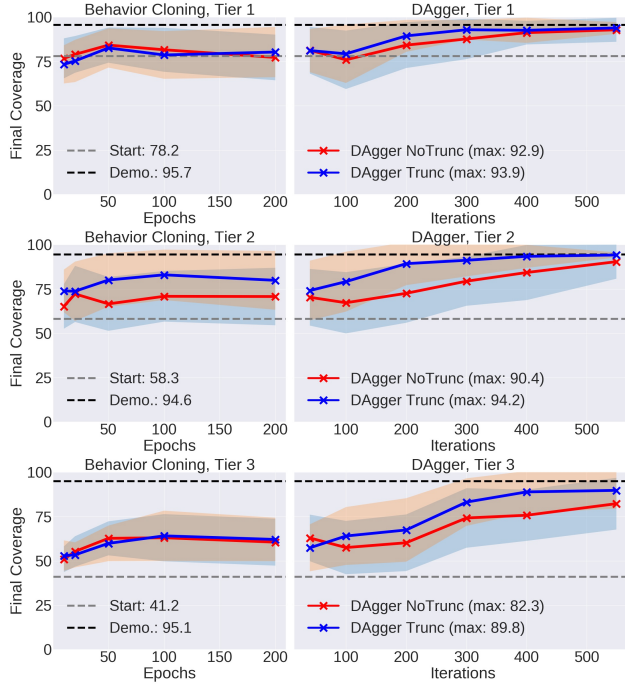 Behavior Cloning, Tier 1
DAgger, Tier 1
Final Coverage
100
75
50
25
0
Start: 78.2
Demo.: 95.7
DAgger NoTrunc (max: 92.9)
DAgger Trunc (max: 93.9)
50 100 150 200
Epochs
100 200 300 400 500
Iterations
Behavior Cloning, Tier 2
DAgger, Tier 2
Final Coverage
100
75
50
25
0
Start: 58.3
Demo.: 94.6
DAgger NoTrunc (max: 90.4)
DAgger Trunc (max: 94.2)
50 100 150 200
Epochs
100 200 300 400 500
Iterations
Behavior Cloning, Tier 3
DAgger, Tier 3
Final Coverage
100
75
50
25
0
Start: 41.2
Demo.: 95.1
DAgger NoTrunc (max: 82.3)
DAgger Trunc (max: 89.8)
50 100 150 200
Epochs
100 200 300 400 500
Iterations